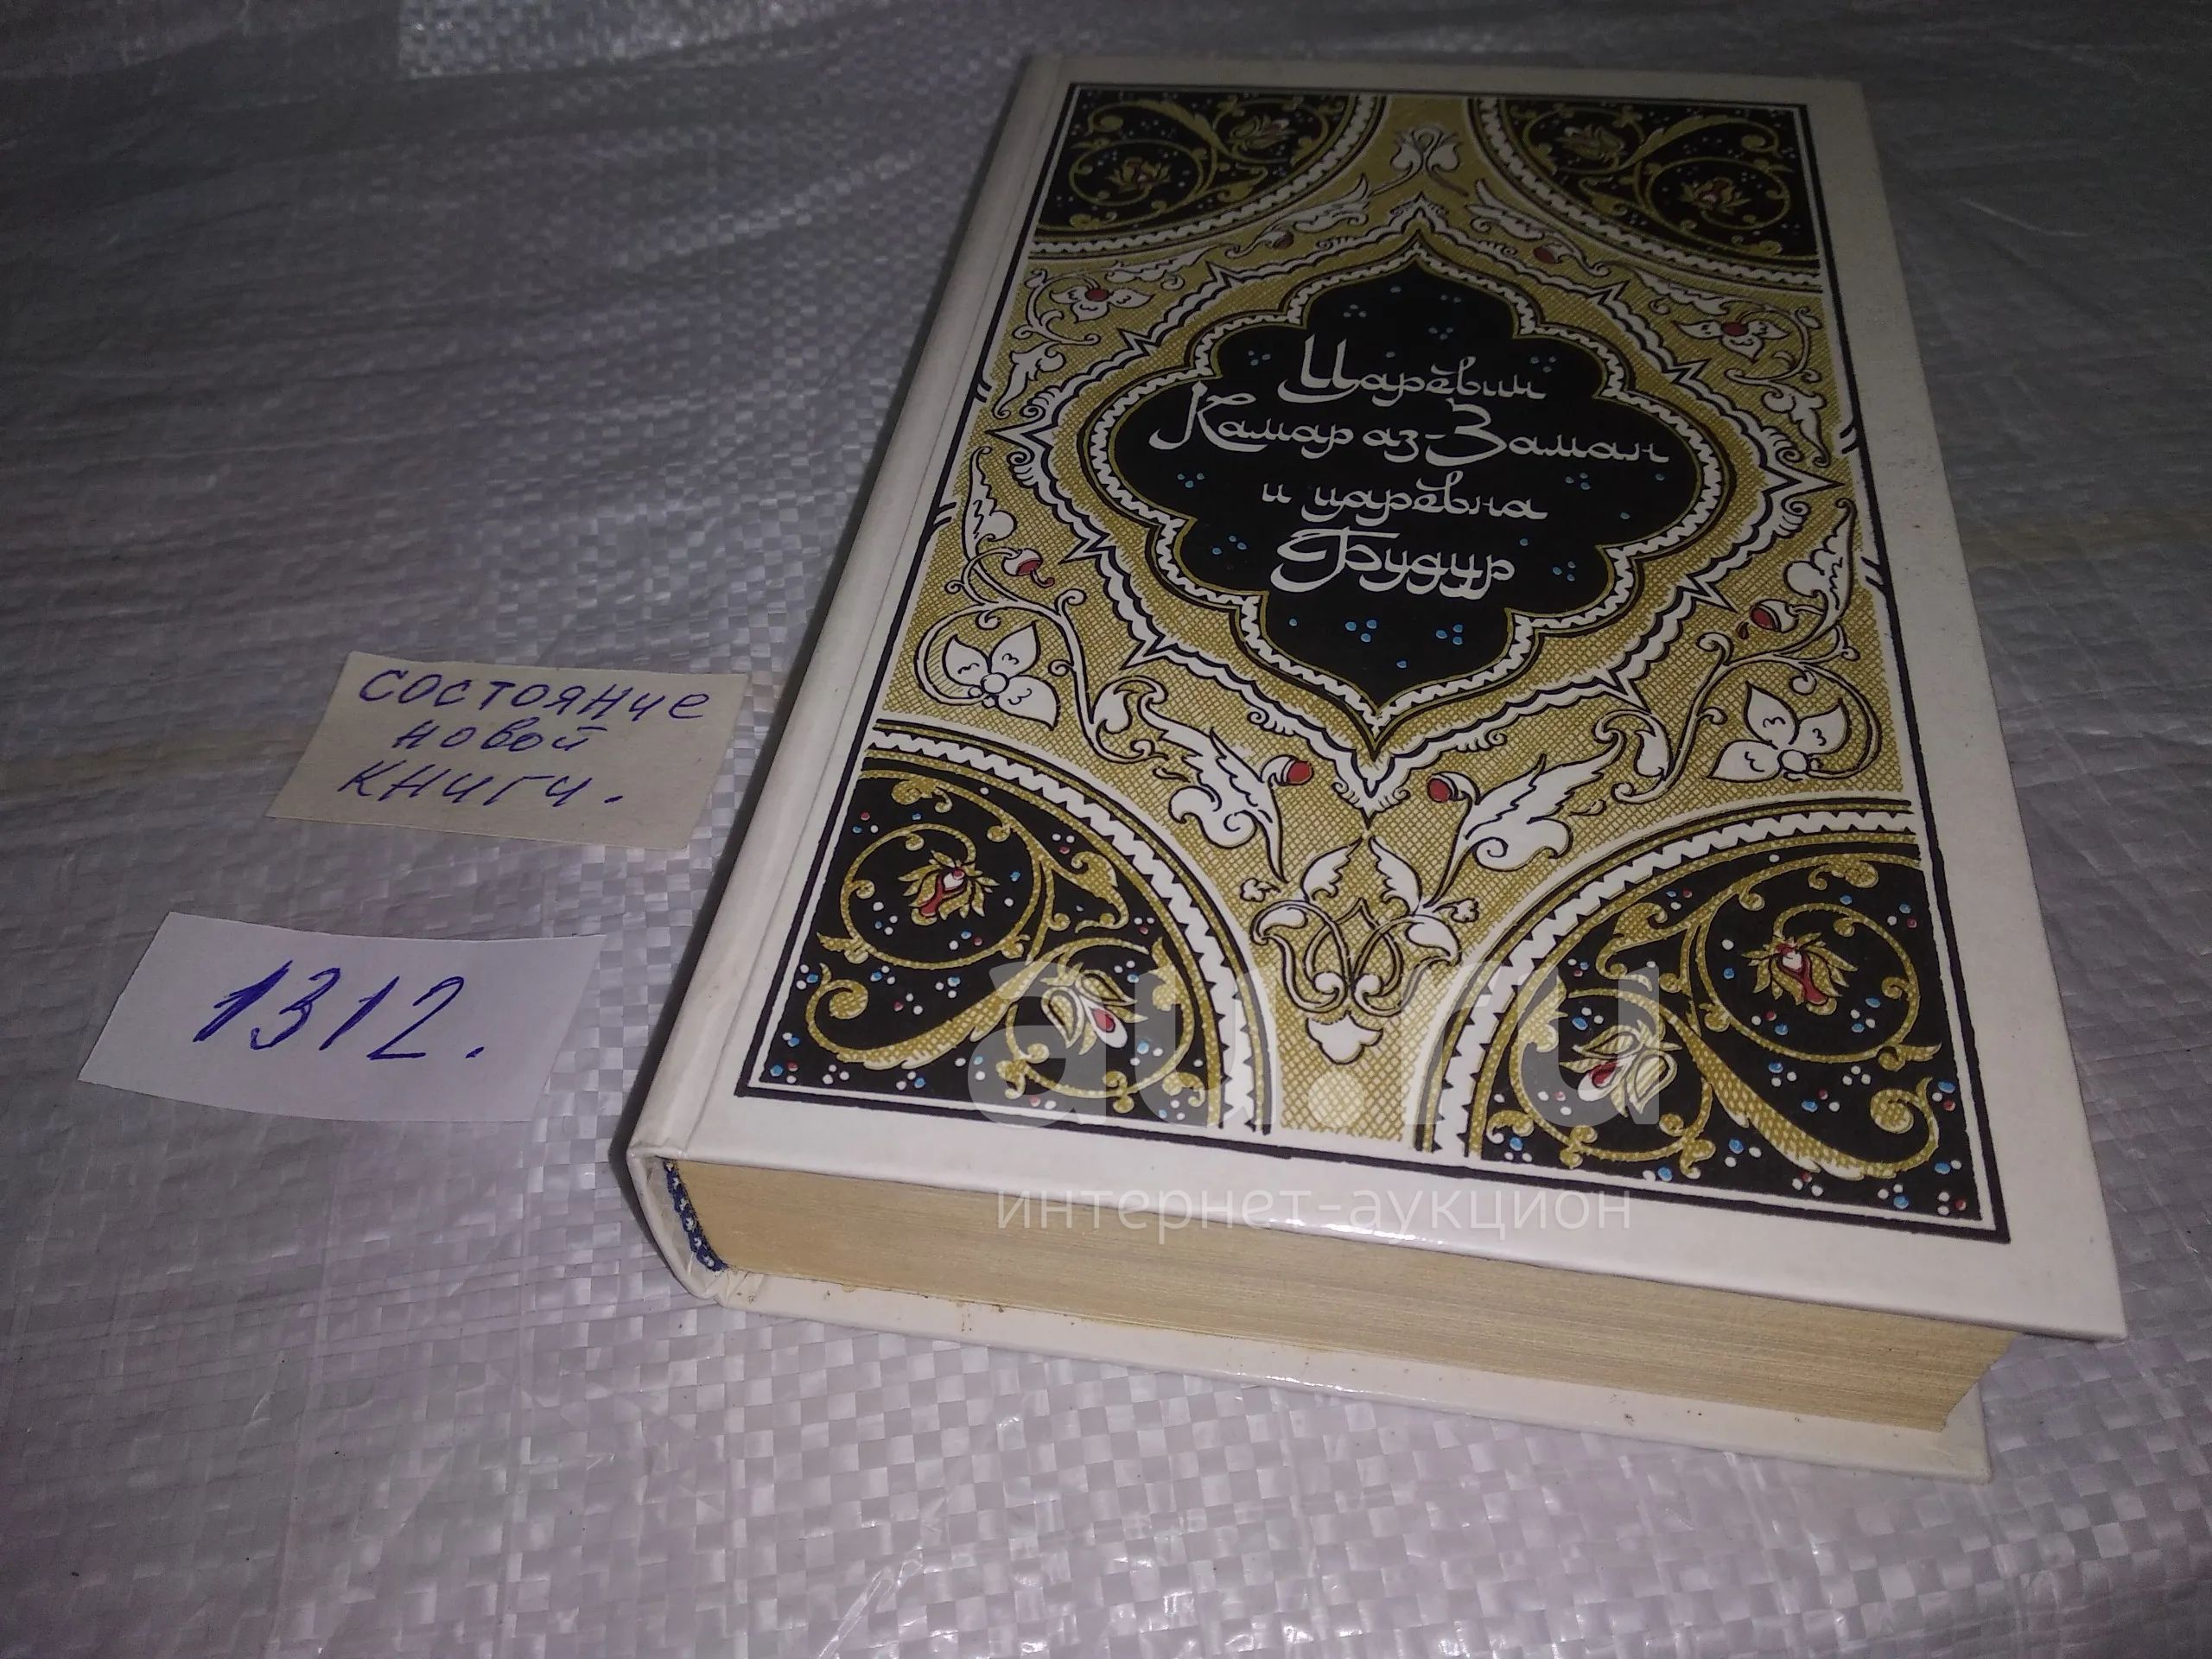 Царевич
Камар аз-Заман
и царевна
Будур
состояние
новой
книги.
1312.
au.ru
интернет-аукцион